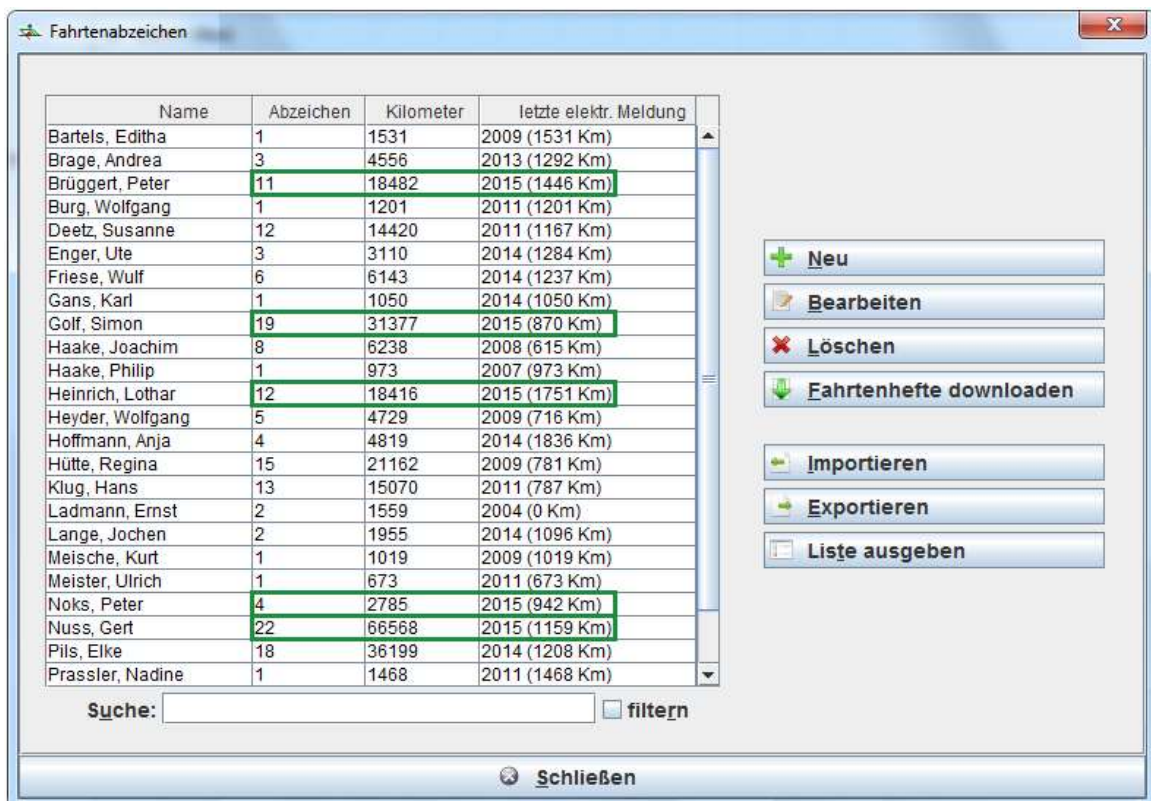 Fahrtenabzeichen
Name Abzeichen Kilometer letzte elektr. Meldung
Bartels, Editha 1 1531 2009 (1531 Km)
Brage, Andrea 3 4556 2013 (1292 Km)
Brüggert, Peter 11 18482 2015 (1446 Km)
Burg, Wolfgang 1 1201 2011 (1201 Km)
Deetz, Susanne 12 14420 2011 (1167 Km)
Enger, Ute 3 3110 2014 (1284 Km)
Friese, Wulf 6 6143 2014 (1237 Km)
Gans, Karl 1 1050 2014 (1050 Km)
Golf, Simon 19 31377 2015 (870 Km)
Haake, Joachim 8 6238 2008 (615 Km)
Haake, Philip 1 973 2007 (973 Km)
Heinrich, Lothar 12 18416 2015 (1751 Km)
Heyder, Wolfgang 5 4729 2009 (716 Km)
Hoffmann, Anja 4 4819 2014 (1836 Km)
Hütte, Regina 15 21162 2009 (781 Km)
Klug, Hans 13 15070 2011 (787 Km)
Ladmann, Ernst 2 1559 2004 (0 Km)
Lange, Jochen 2 1955 2014 (1096 Km)
Meische, Kurt 1 1019 2009 (1019 Km)
Meister, Ulrich 1 673 2011 (673 Km)
Noks, Peter 4 2785 2015 (942 Km)
Nuss, Gert 22 66568 2015 (1159 Km)
Pils, Elke 18 36199 2014 (1208 Km)
Prassler, Nadine 1 1468 2011 (1468 Km)
Suche: filtern
Neu
Bearbeiten
Löschen
Fahrtenhefte downloaden
Importieren
Exportieren
Liste ausgeben
Schließen